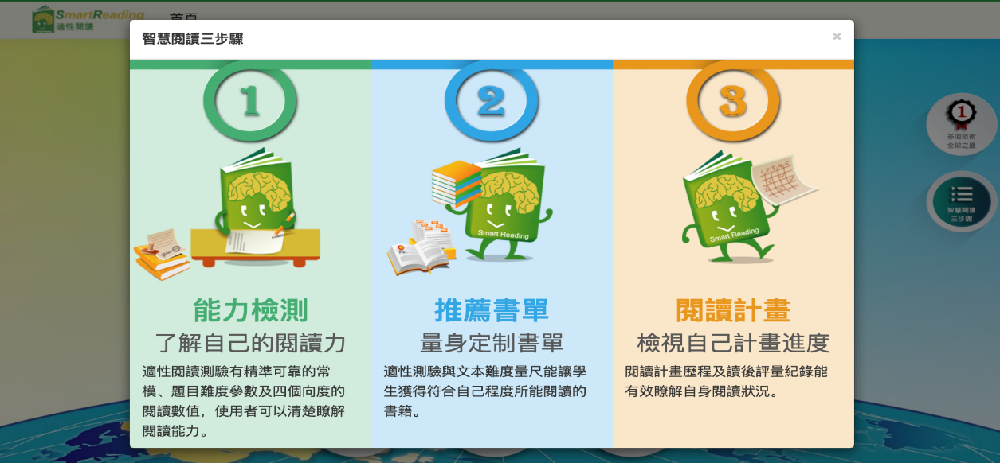 SmartReading
適性閱讀
首頁
智慧閱讀三步驟
×
1
2
3
Smart Reading
Smart Reading
能力檢測
了解自己的閱讀力
適性閱讀測驗有精準可靠的常
模、題目難度參數及四個向度的
閱讀數值，使用者可以清楚瞭解
閱讀能力。
推薦書單
量身定制書單
適性測驗與文本難度量尺能讓學
生獲得符合自己程度所能閱讀的
書籍。
閱讀計畫
檢視自己計畫進度
閱讀計畫歷程及讀後評量紀錄能
有效瞭解自身閱讀狀況。
1
多項技術
全球之最
智慧閱讀
三步驟